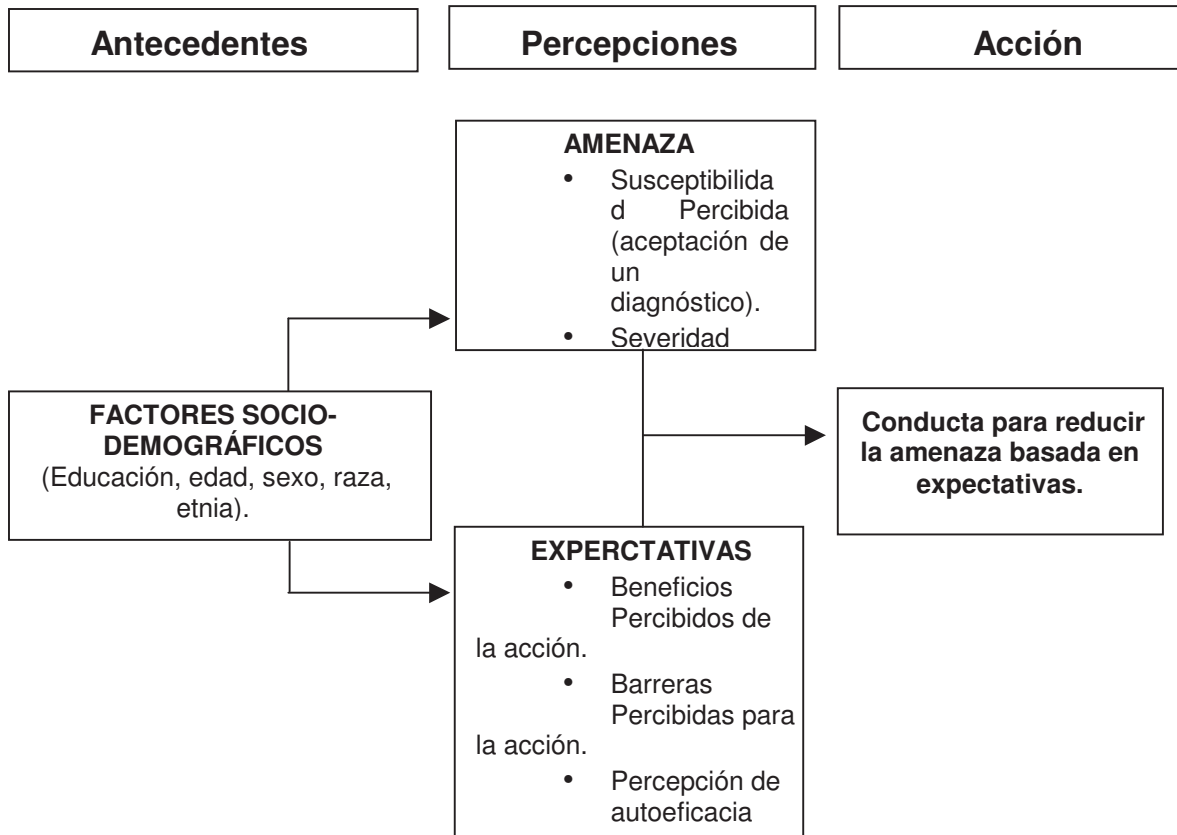 Antecedentes
Percepciones
Acción
AMENAZA
• Susceptibilida
d Percibida
(aceptación de
un
diagnóstico).
• Severidad
FACTORES SOCIO-
DEMOGRÁFICOS
(Educación, edad, sexo, raza,
etnia).
Conducta para reducir
la amenaza basada en
expectativas.
EXPERCTATIVAS
• Beneficios
Percibidos de
la acción.
• Barreras
Percibidas para
la acción.
• Percepción de
autoeficacia